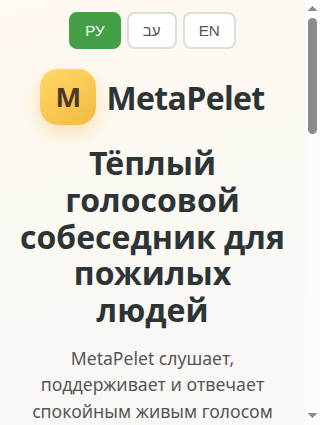 РУ
עב
EN
M
MetaPelet
Тёплый
голосовой
собеседник для
пожилых
людей
MetaPelet слушает,
поддерживает и отвечает
спокойным живым голосом